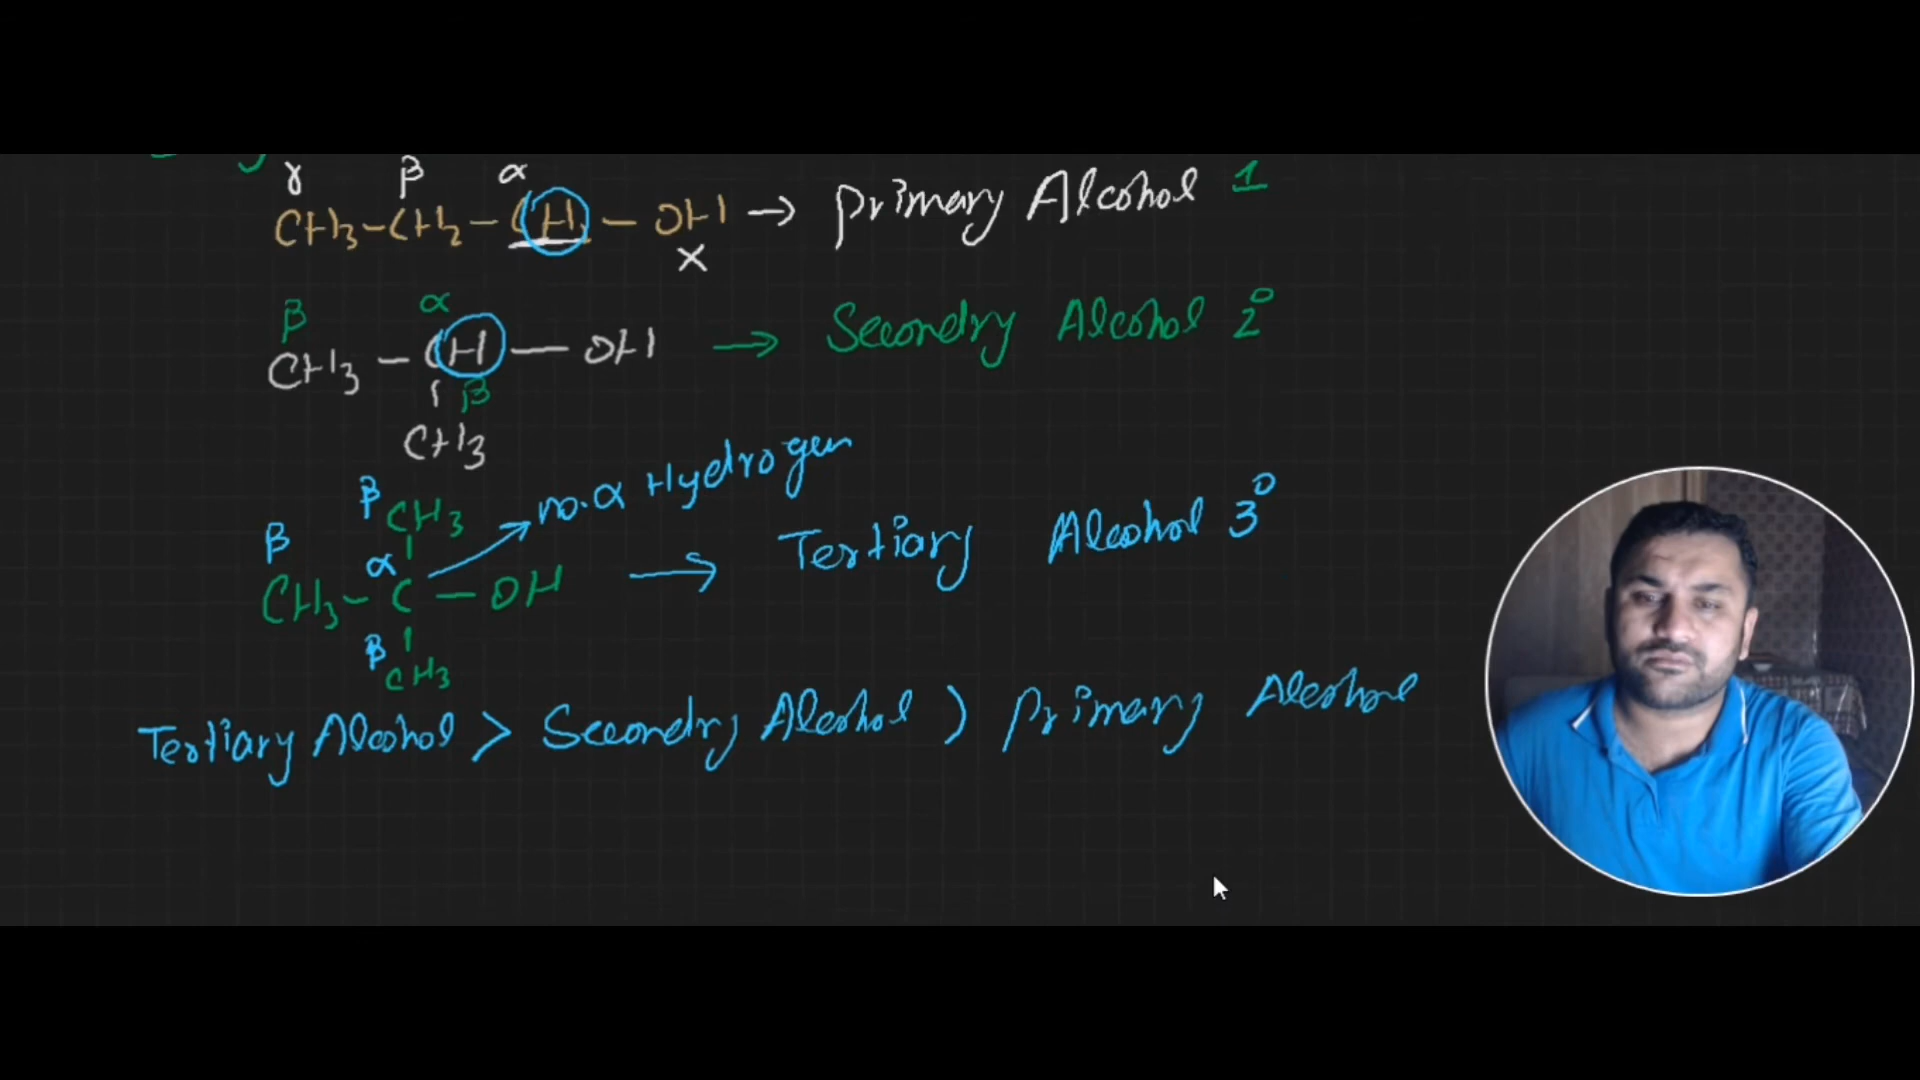 γ β α
CH3-CH2-CH2-OH → Primary Alcohol 1
x
β α
CH3-CH-OH → Secondry Alcohol 2°
β
CH3
no.α Hydrogen
β CH3
β α
CH3-C-OH → Tertiary Alcohol 3°
β
CH3
Tertiary Alcohol > Secondry Alcohol > Primary Alcohol